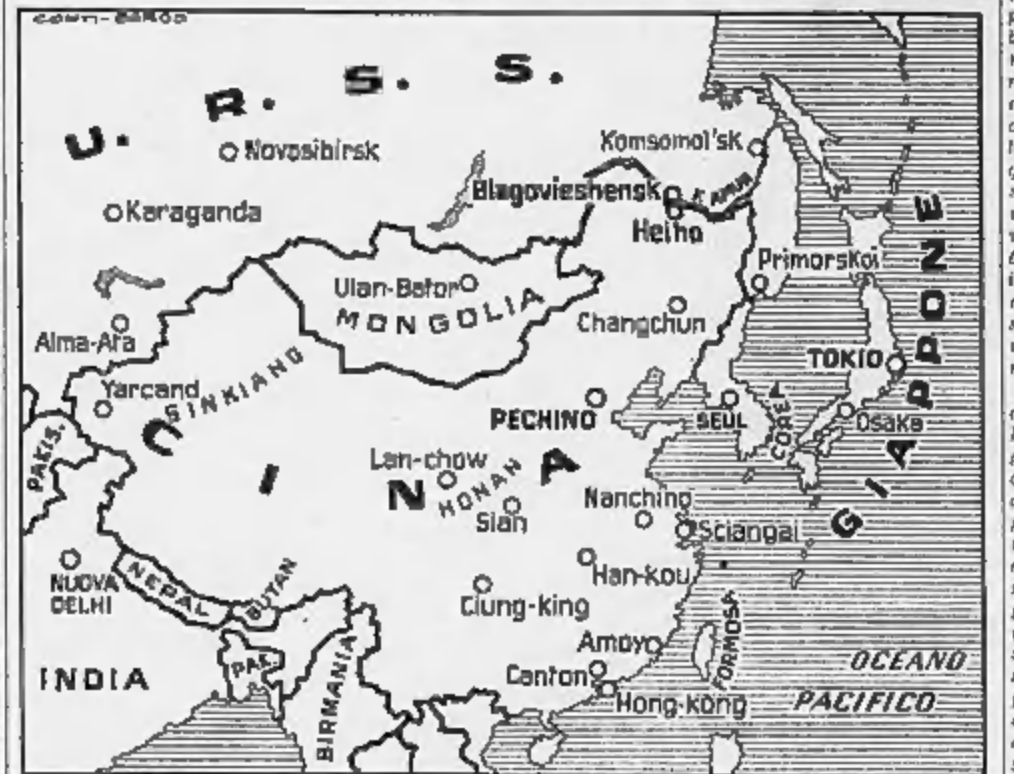 U. R. S. S.
Novosibirsk
Komsomol'sk
Blagovieshensk
F. AMUR
Karaganda
Heiho
Primorskoi
Ulan-Bator
MONGOLIA
Changchun
Alma-Ata
TOKIO
Yarcand
SINKIANG
PECHINO
SEUL
COREA
Osaka
GIAPPONE
PAKIS.
CINA
Lan-chow
HONAN
Sian
Nanching
Sciangai
NUOVA
DELHI
NEPAL
BUTAN
Han-kou
Ciung-king
Amoy
FORMOSA
PAK.
INDIA
BIRMANIA
Canton
Hong-kong
OCEANO
PACIFICO